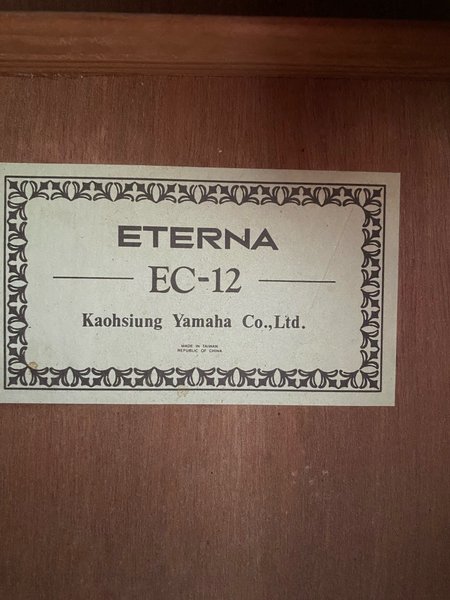 ETERNA
EC-12
Kaohsiung Yamaha Co.,Ltd.
MADE IN TAIWAN
REPUBLIC OF CHINA